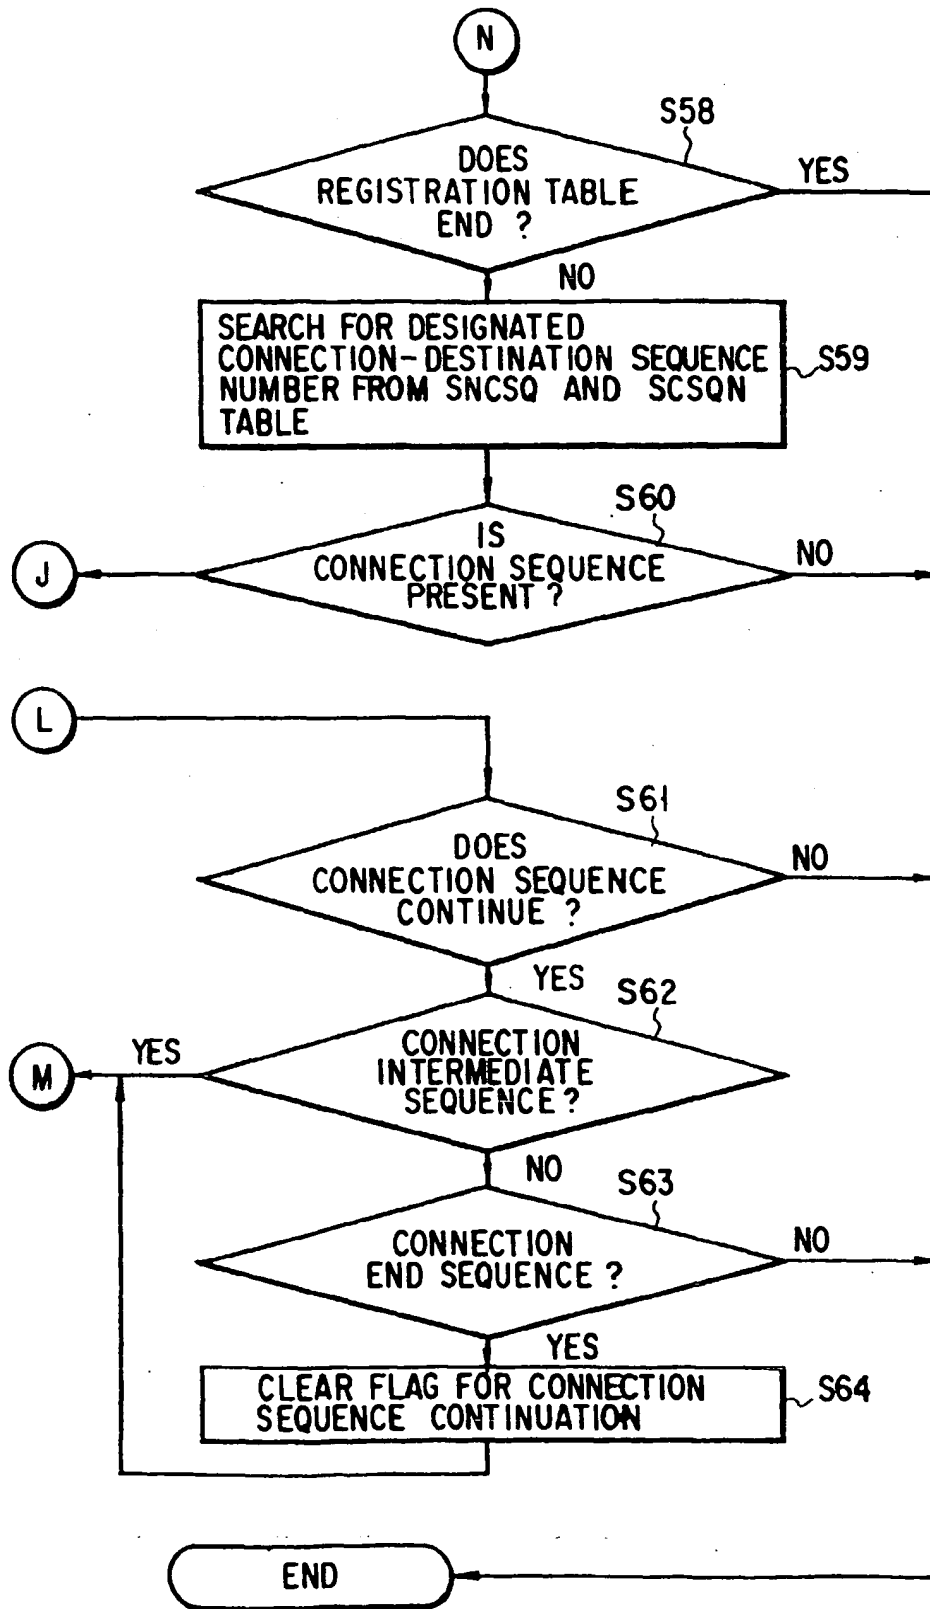 N
S58
DOES
REGISTRATION TABLE
END ?
YES
NO
SEARCH FOR DESIGNATED
CONNECTION-DESTINATION SEQUENCE
NUMBER FROM SNCSQ AND SCSQN
TABLE
S59
S60
IS
CONNECTION SEQUENCE
PRESENT ?
NO
J
L
S61
DOES
CONNECTION SEQUENCE
CONTINUE ?
NO
YES
S62
CONNECTION
INTERMEDIATE
SEQUENCE ?
YES
M
NO
S63
CONNECTION
END SEQUENCE ?
NO
YES
CLEAR FLAG FOR CONNECTION
SEQUENCE CONTINUATION
S64
END